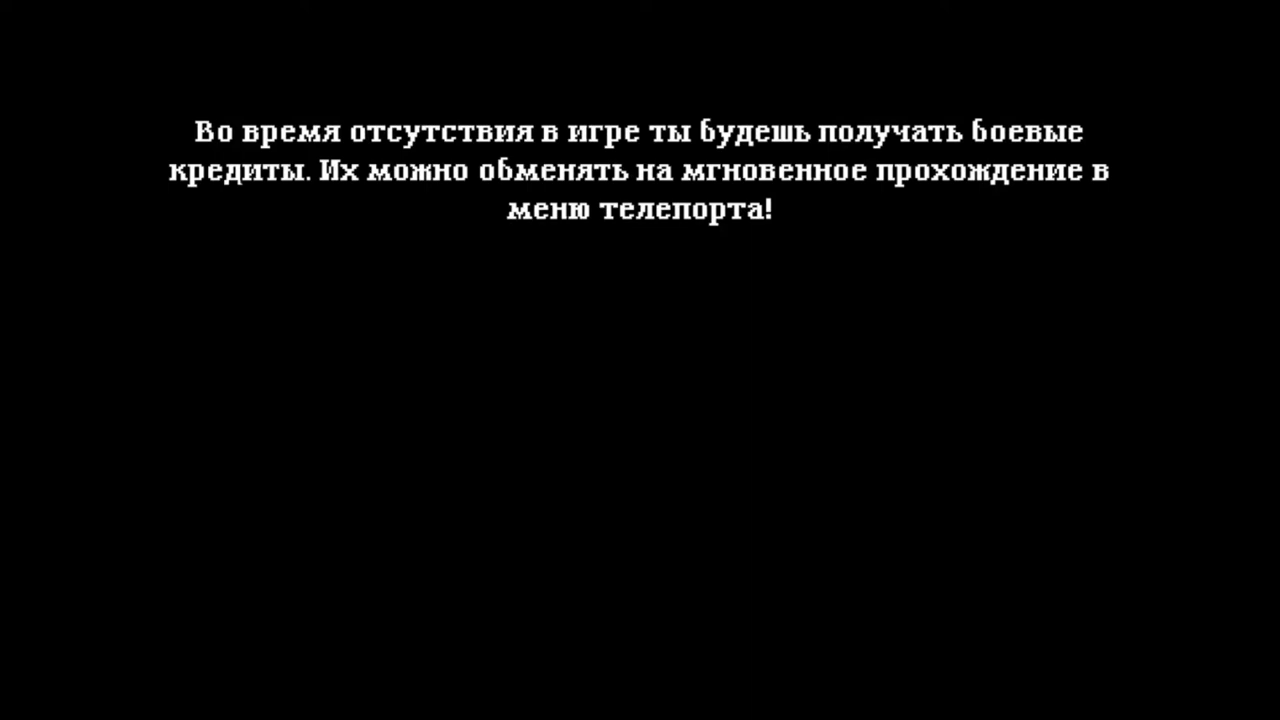 Во время отсутствия в игре ты будешь получать боевые
кредиты. Их можно обменять на мгновенное прохождение в
меню телепорта!